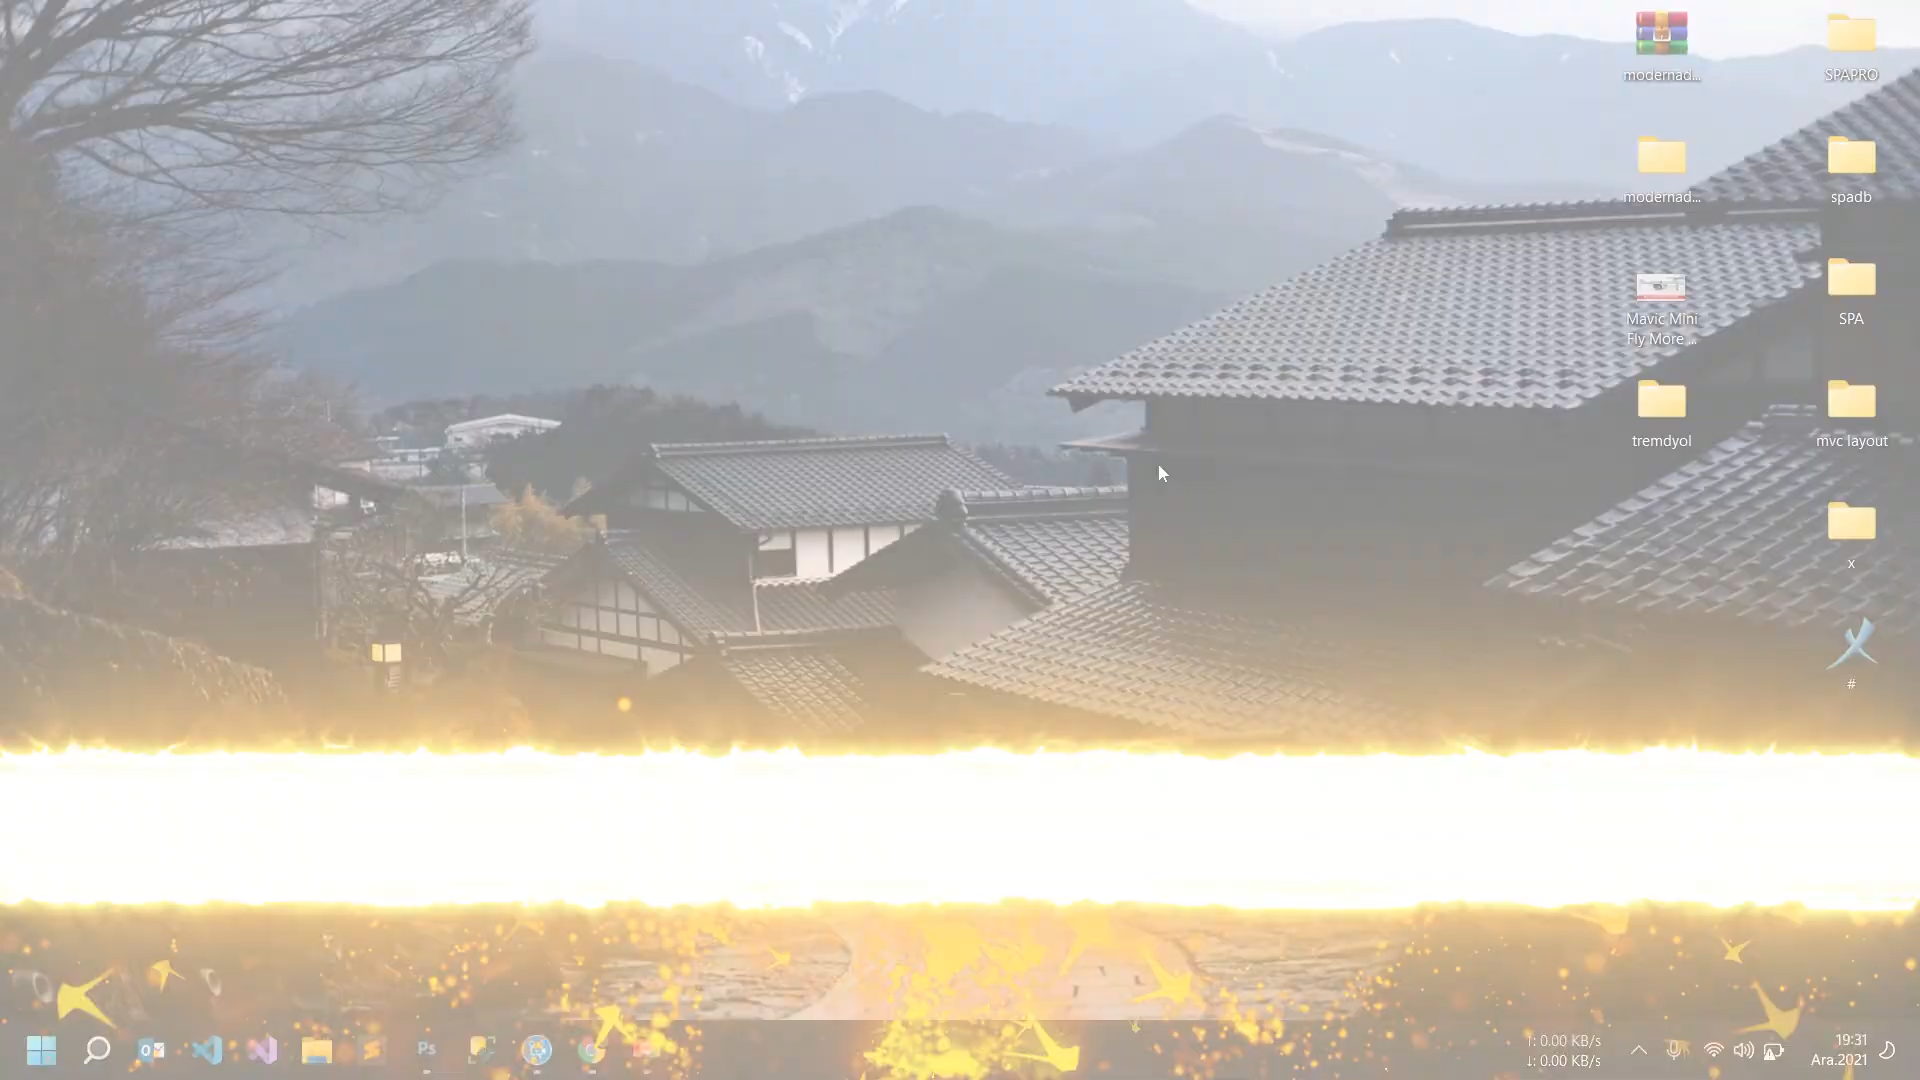 modernad...
SPAPRO
modernad...
spadb
Mavic Mini
Fly More ...
SPA
tremdyol
mvc layout
x
#
Ps
↑: 0.00 KB/s
↓: 0.00 KB/s
19:31
Ara.2021